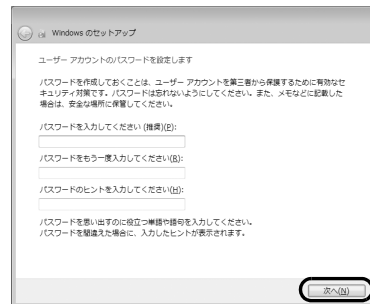 Windows のセットアップ
ユーザー アカウントのパスワードを設定します
パスワードを作成しておくことは、ユーザー アカウントを第三者から保護するために有効なセ
キュリティ対策です。パスワードは忘れないようにしてください。また、メモなどに記載した
場合は、安全な場所に保管してください。
パスワードを入力してください (推奨)(P):
パスワードをもう一度入力してください(R):
パスワードのヒントを入力してください(H):
パスワードを思い出すのに役立つ単語や語句を入力してください。
パスワードを間違えた場合に、入力したヒントが表示されます。
次へ(N)